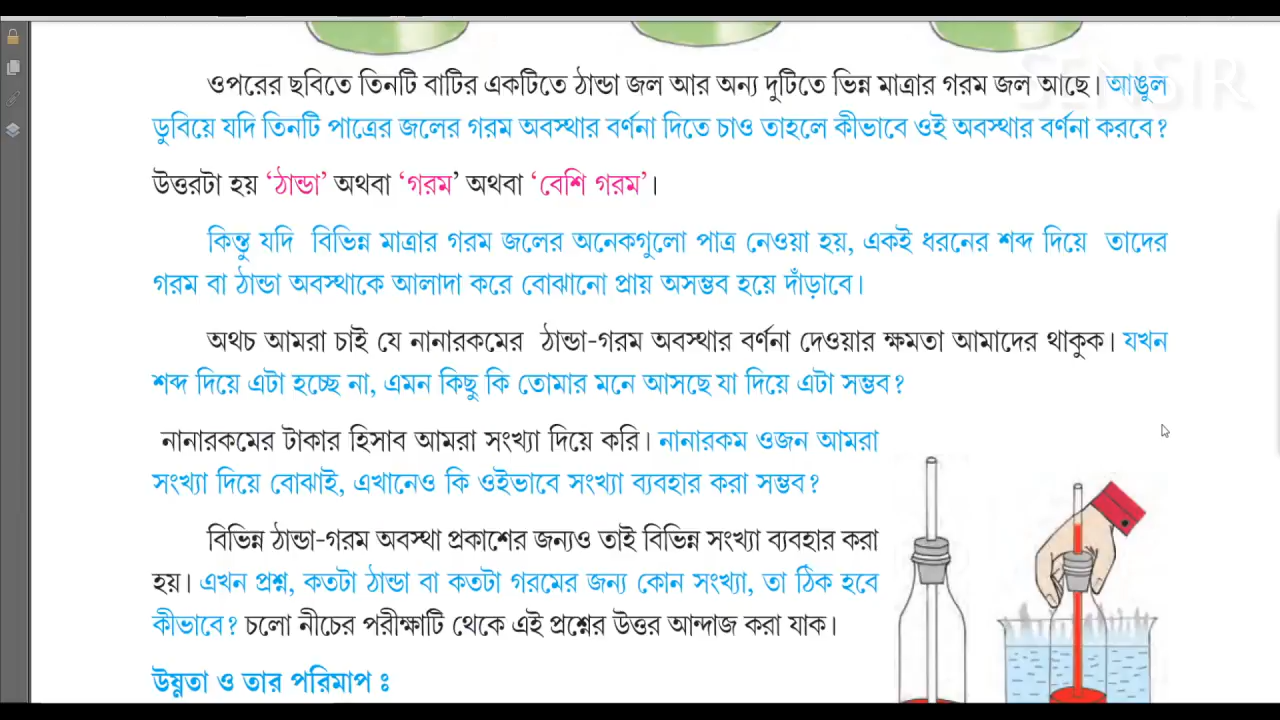 SENSIR
ওপরের ছবিতে তিনটি বাটির একটিতে ঠান্ডা জল আর অন্য দুটিতে ভিন্ন মাত্রার গরম জল আছে। আঙুল
ডুবিয়ে যদি তিনটি পাত্রের জলের গরম অবস্থার বর্ণনা দিতে চাও তাহলে কীভাবে ওই অবস্থার বর্ণনা করবে?
উত্তরটা হয় ‘ঠান্ডা’ অথবা ‘গরম’ অথবা ‘বেশি গরম’।
কিন্তু যদি বিভিন্ন মাত্রার গরম জলের অনেকগুলো পাত্র নেওয়া হয়, একই ধরনের শব্দ দিয়ে তাদের
গরম বা ঠান্ডা অবস্থাকে আলাদা করে বোঝানো প্রায় অসম্ভব হয়ে দাঁড়াবে।
অথচ আমরা চাই যে নানারকমের ঠান্ডা-গরম অবস্থার বর্ণনা দেওয়ার ক্ষমতা আমাদের থাকুক। যখন
শব্দ দিয়ে এটা হচ্ছে না, এমন কিছু কি তোমার মনে আসছে যা দিয়ে এটা সম্ভব?
নানারকমের টাকার হিসাব আমরা সংখ্যা দিয়ে করি। নানারকম ওজন আমরা
সংখ্যা দিয়ে বোঝাই, এখানেও কি ওইভাবে সংখ্যা ব্যবহার করা সম্ভব?
বিভিন্ন ঠান্ডা-গরম অবস্থা প্রকাশের জন্যও তাই বিভিন্ন সংখ্যা ব্যবহার করা
হয়। এখন প্রশ্ন, কতটা ঠান্ডা বা কতটা গরমের জন্য কোন সংখ্যা, তা ঠিক হবে
কীভাবে? চলো নীচের পরীক্ষাটি থেকে এই প্রশ্নের উত্তর আন্দাজ করা যাক।
উষ্ণতা ও তার পরিমাপ ঃ